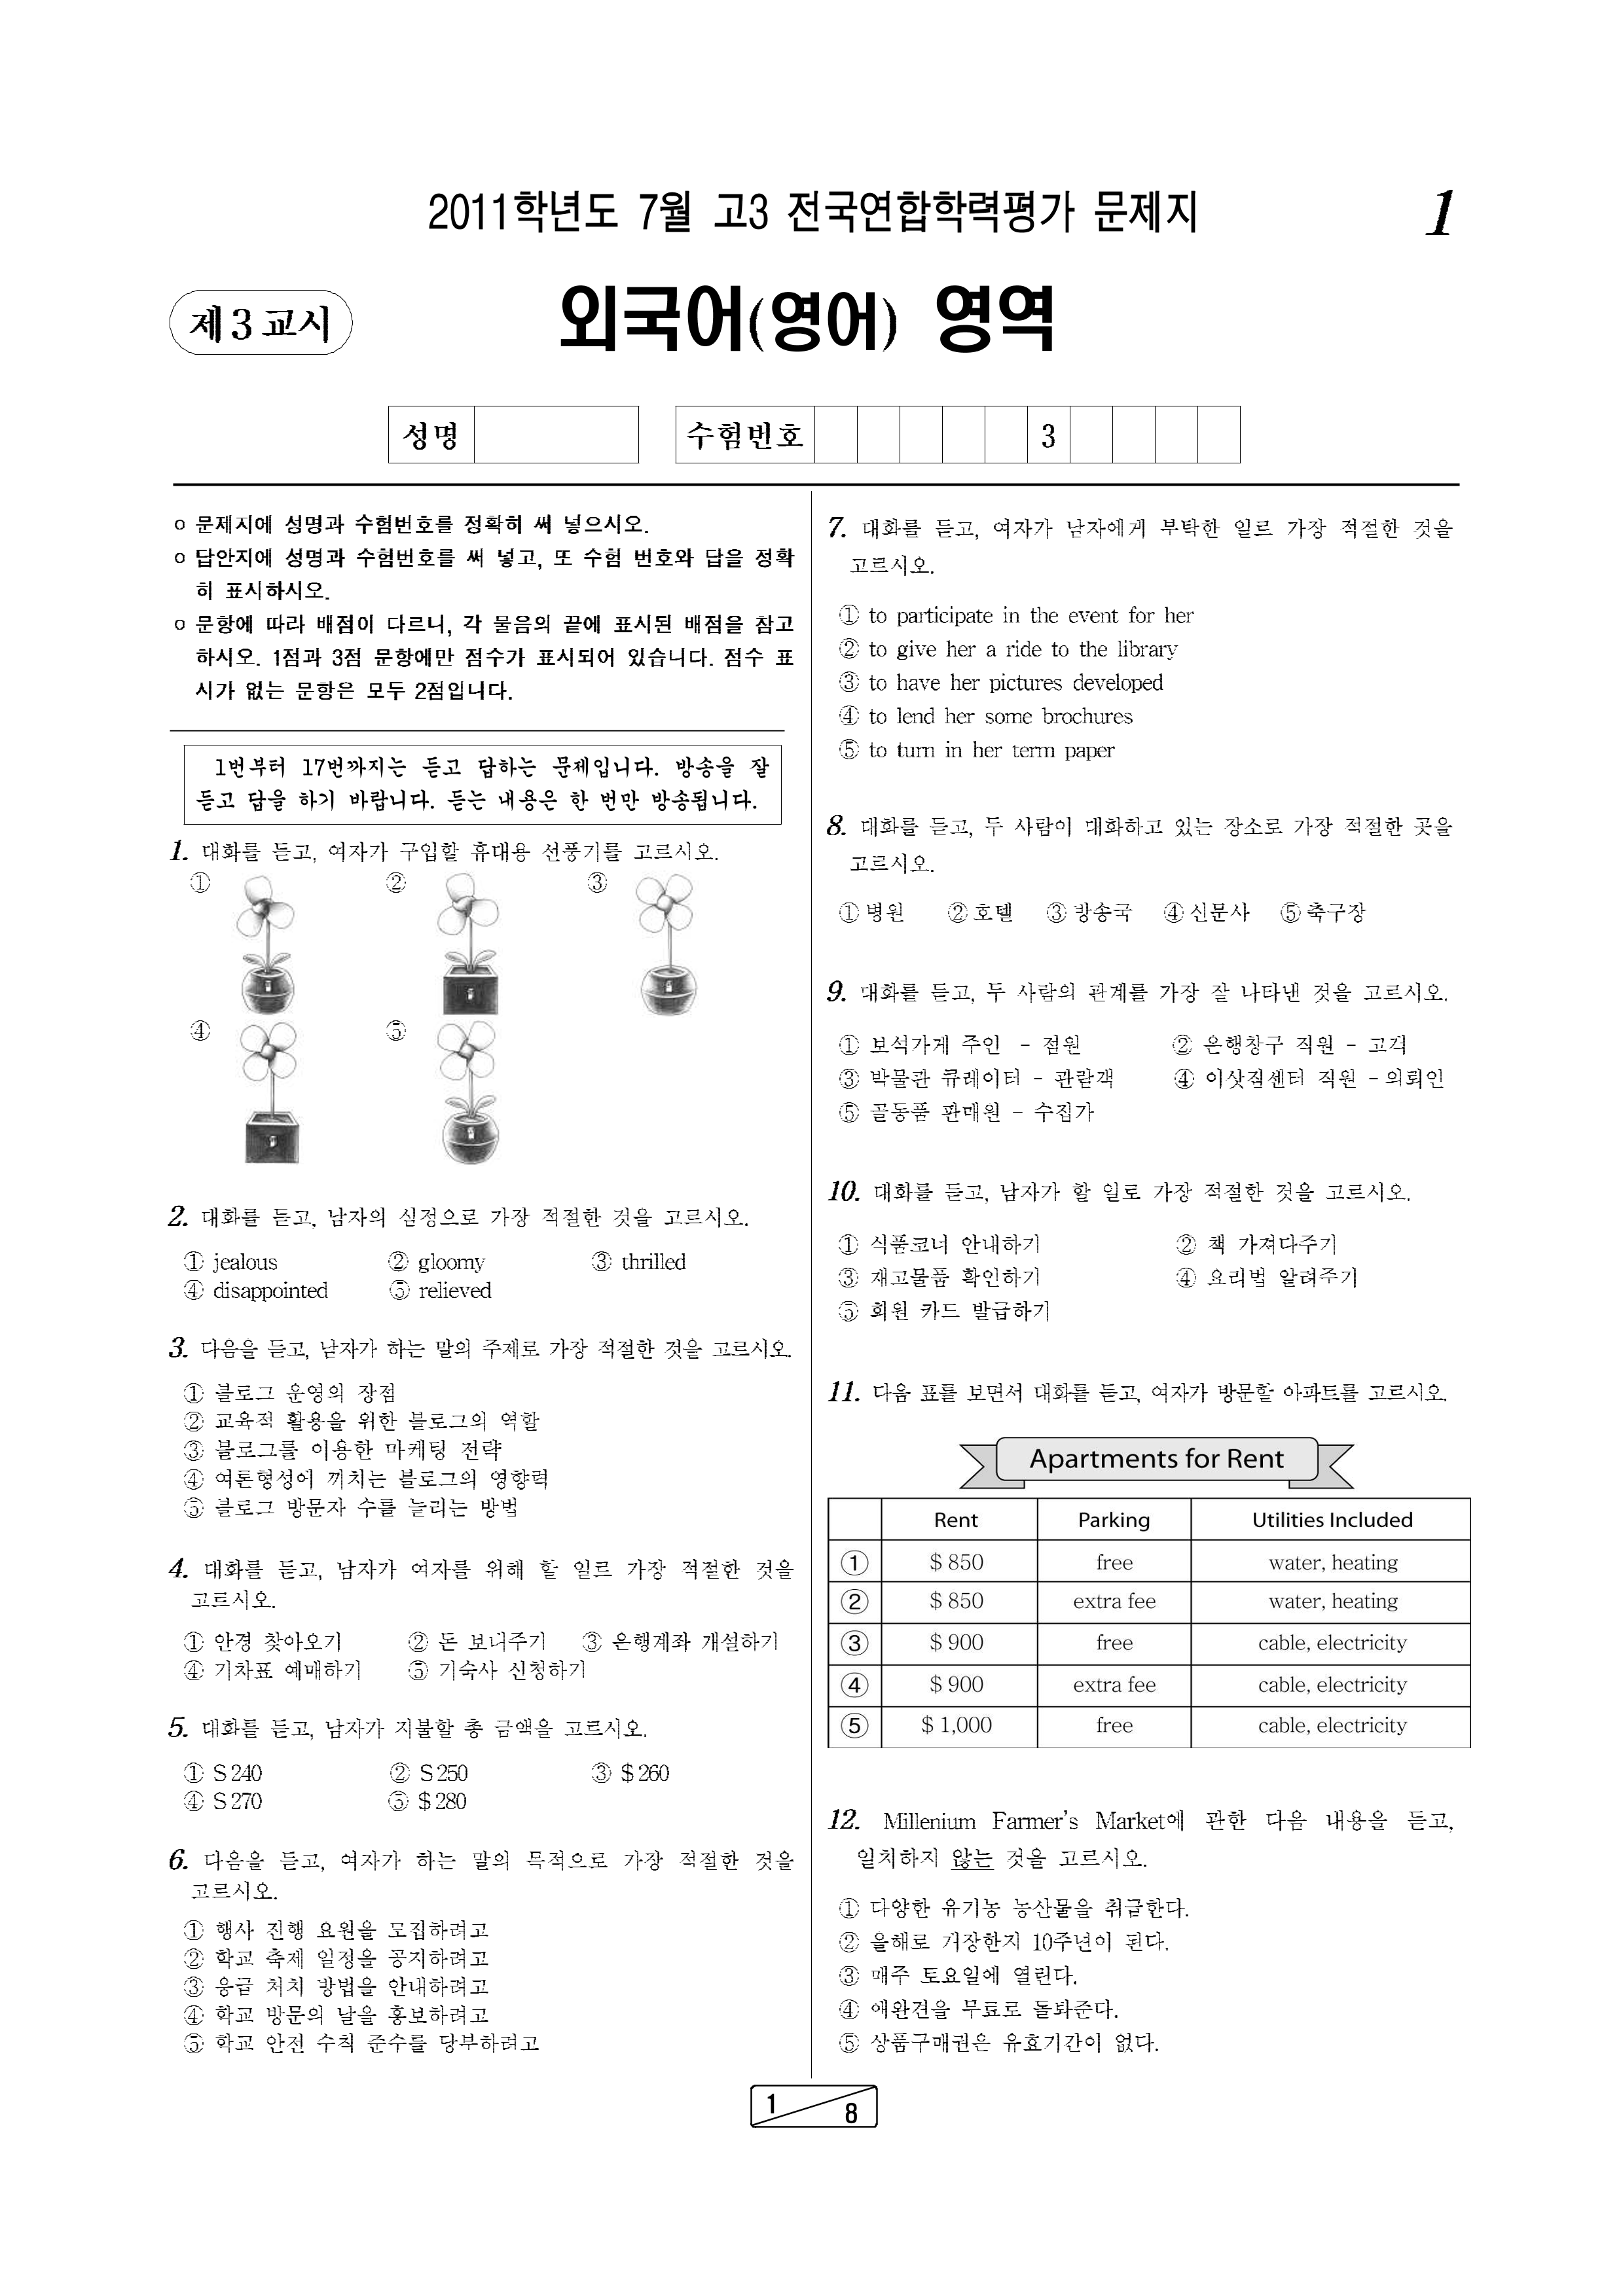 2011학년도 7월 고3 전국연합학력평가 문제지
1
제3교시
외국어(영어) 영역
성명
수험번호
3
o 문제지에 성명과 수험번호를 정확히 써 넣으시오.
o 답안지에 성명과 수험번호를 써 넣고, 또 수험 번호와 답을 정확
히 표시하시오.
o 문항에 따라 배점이 다르니, 각 물음의 끝에 표시된 배점을 참고
하시오. 1점과 3점 문항에만 점수가 표시되어 있습니다. 점수 표
시가 없는 문항은 모두 2점입니다.
1번부터 17번까지는 듣고 답하는 문제입니다. 방송을 잘
듣고 답을 하기 바랍니다. 듣는 내용은 한 번만 방송됩니다.
1. 대화를 듣고, 여자가 구입할 휴대용 선풍기를 고르시오.
① ② ③
④ ⑤
2. 대화를 듣고, 남자의 심정으로 가장 적절한 것을 고르시오.
① jealous ② gloomy ③ thrilled
④ disappointed ⑤ relieved
3. 다음을 듣고, 남자가 하는 말의 주제로 가장 적절한 것을 고르시오.
① 블로그 운영의 장점
② 교육적 활용을 위한 블로그의 역할
③ 블로그를 이용한 마케팅 전략
④ 여론형성에 끼치는 블로그의 영향력
⑤ 블로그 방문자 수를 늘리는 방법
4. 대화를 듣고, 남자가 여자를 위해 할 일로 가장 적절한 것을
고르시오.
① 안경 찾아오기 ② 돈 보내주기 ③ 은행계좌 개설하기
④ 기차표 예매하기 ⑤ 기숙사 신청하기
5. 대화를 듣고, 남자가 지불할 총 금액을 고르시오.
① $240 ② $250 ③ $260
④ $270 ⑤ $280
6. 다음을 듣고, 여자가 하는 말의 목적으로 가장 적절한 것을
고르시오.
① 행사 진행 요원을 모집하려고
② 학교 축제 일정을 공지하려고
③ 응급 처치 방법을 안내하려고
④ 학교 방문의 날을 홍보하려고
⑤ 학교 안전 수칙 준수를 당부하려고
7. 대화를 듣고, 여자가 남자에게 부탁한 일로 가장 적절한 것을
고르시오.
① to participate in the event for her
② to give her a ride to the library
③ to have her pictures developed
④ to lend her some brochures
⑤ to turn in her term paper
8. 대화를 듣고, 두 사람이 대화하고 있는 장소로 가장 적절한 곳을
고르시오.
① 병원 ② 호텔 ③ 방송국 ④ 신문사 ⑤ 축구장
9. 대화를 듣고, 두 사람의 관계를 가장 잘 나타낸 것을 고르시오.
① 보석가게 주인 - 점원 ② 은행창구 직원 - 고객
③ 박물관 큐레이터 - 관람객 ④ 이삿짐센터 직원 - 의뢰인
⑤ 골동품 판매원 - 수집가
10. 대화를 듣고, 남자가 할 일로 가장 적절한 것을 고르시오.
① 식품코너 안내하기 ② 책 가져다주기
③ 재고물품 확인하기 ④ 요리법 알려주기
⑤ 회원 카드 발급하기
11. 다음 표를 보면서 대화를 듣고, 여자가 방문할 아파트를 고르시오.
Apartments for Rent
Rent Parking Utilities Included
① $ 850 free water, heating
② $ 850 extra fee water, heating
③ $ 900 free cable, electricity
④ $ 900 extra fee cable, electricity
⑤ $ 1,000 free cable, electricity
12. Millenium Farmer's Market에 관한 다음 내용을 듣고,
일치하지 않는 것을 고르시오.
① 다양한 유기농 농산물을 취급한다.
② 올해로 개장한지 10주년이 된다.
③ 매주 토요일에 열린다.
④ 애완견을 무료로 돌봐준다.
⑤ 상품구매권은 유효기간이 없다.
1
8